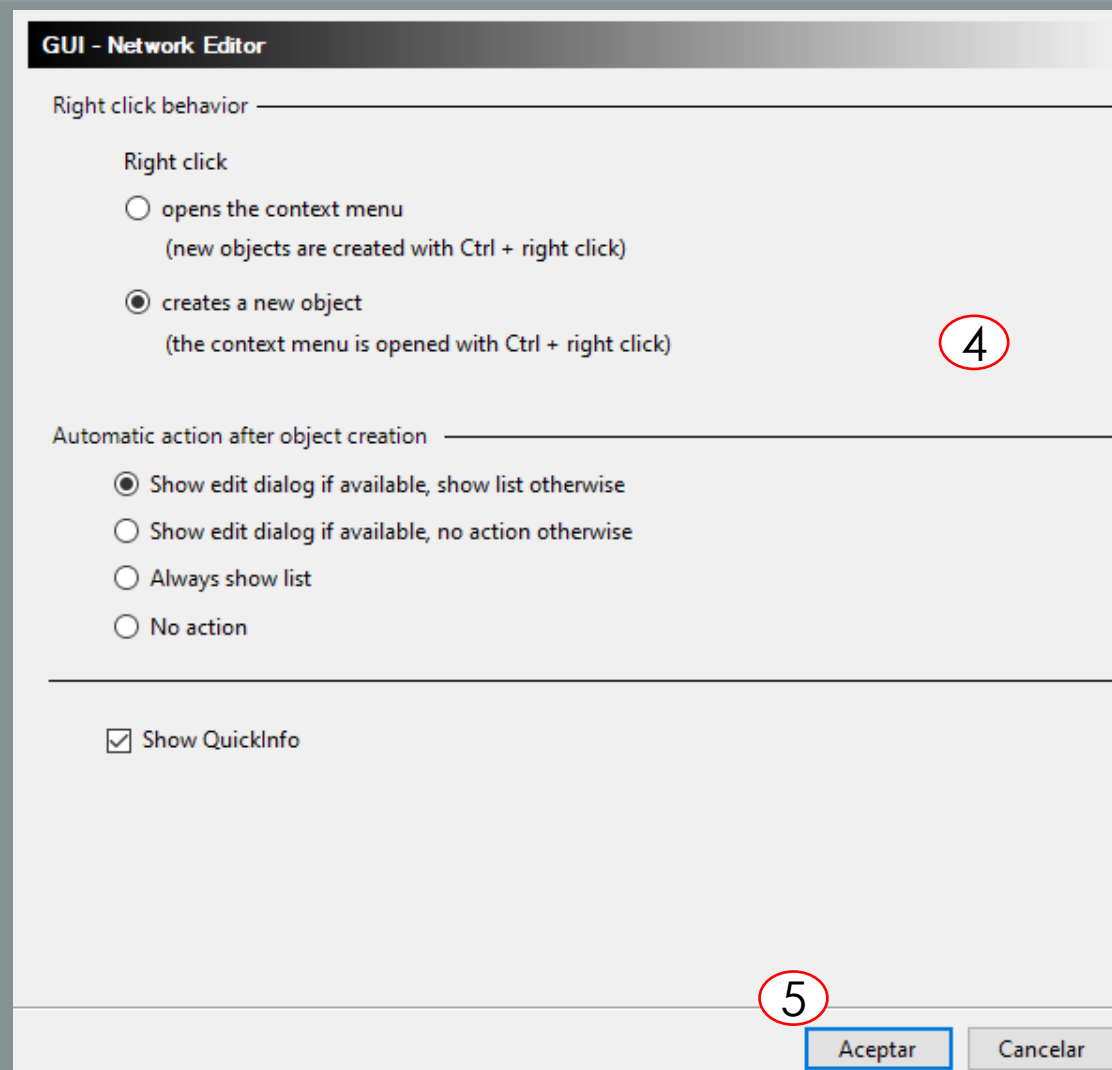 GUI - Network Editor
Right click behavior
Right click
opens the context menu
(new objects are created with Ctrl + right click)
creates a new object
(the context menu is opened with Ctrl + right click)
4
Automatic action after object creation
Show edit dialog if available, show list otherwise
Show edit dialog if available, no action otherwise
Always show list
No action
Show QuickInfo
5
Aceptar Cancelar